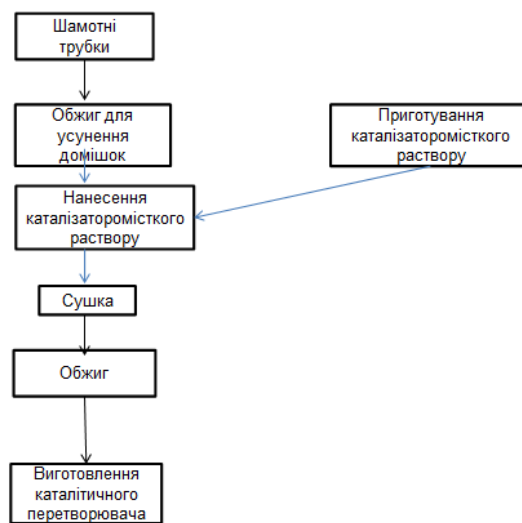 Шамотні
трубки
Обжиг для
усунення
домішок
Приготування
каталізаторомісткого
раствору
Нанесення
каталізаторомісткого
раствору
Сушка
Обжиг
Виготовлення
каталітичного
перетворювача